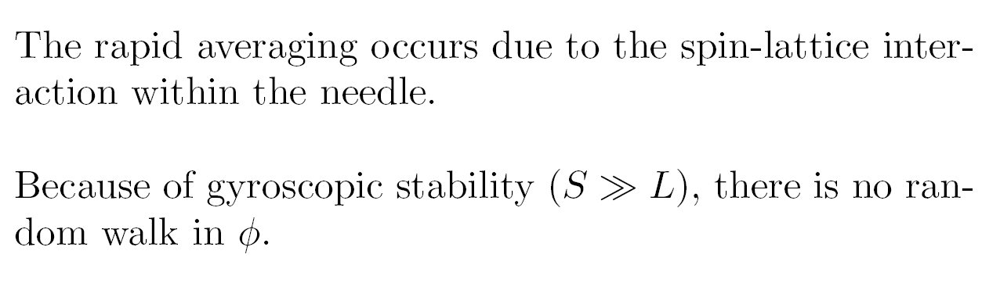 The rapid averaging occurs due to the spin-lattice inter-
action within the needle.
Because of gyroscopic stability (S ≫ L), there is no ran-
dom walk in ϕ.